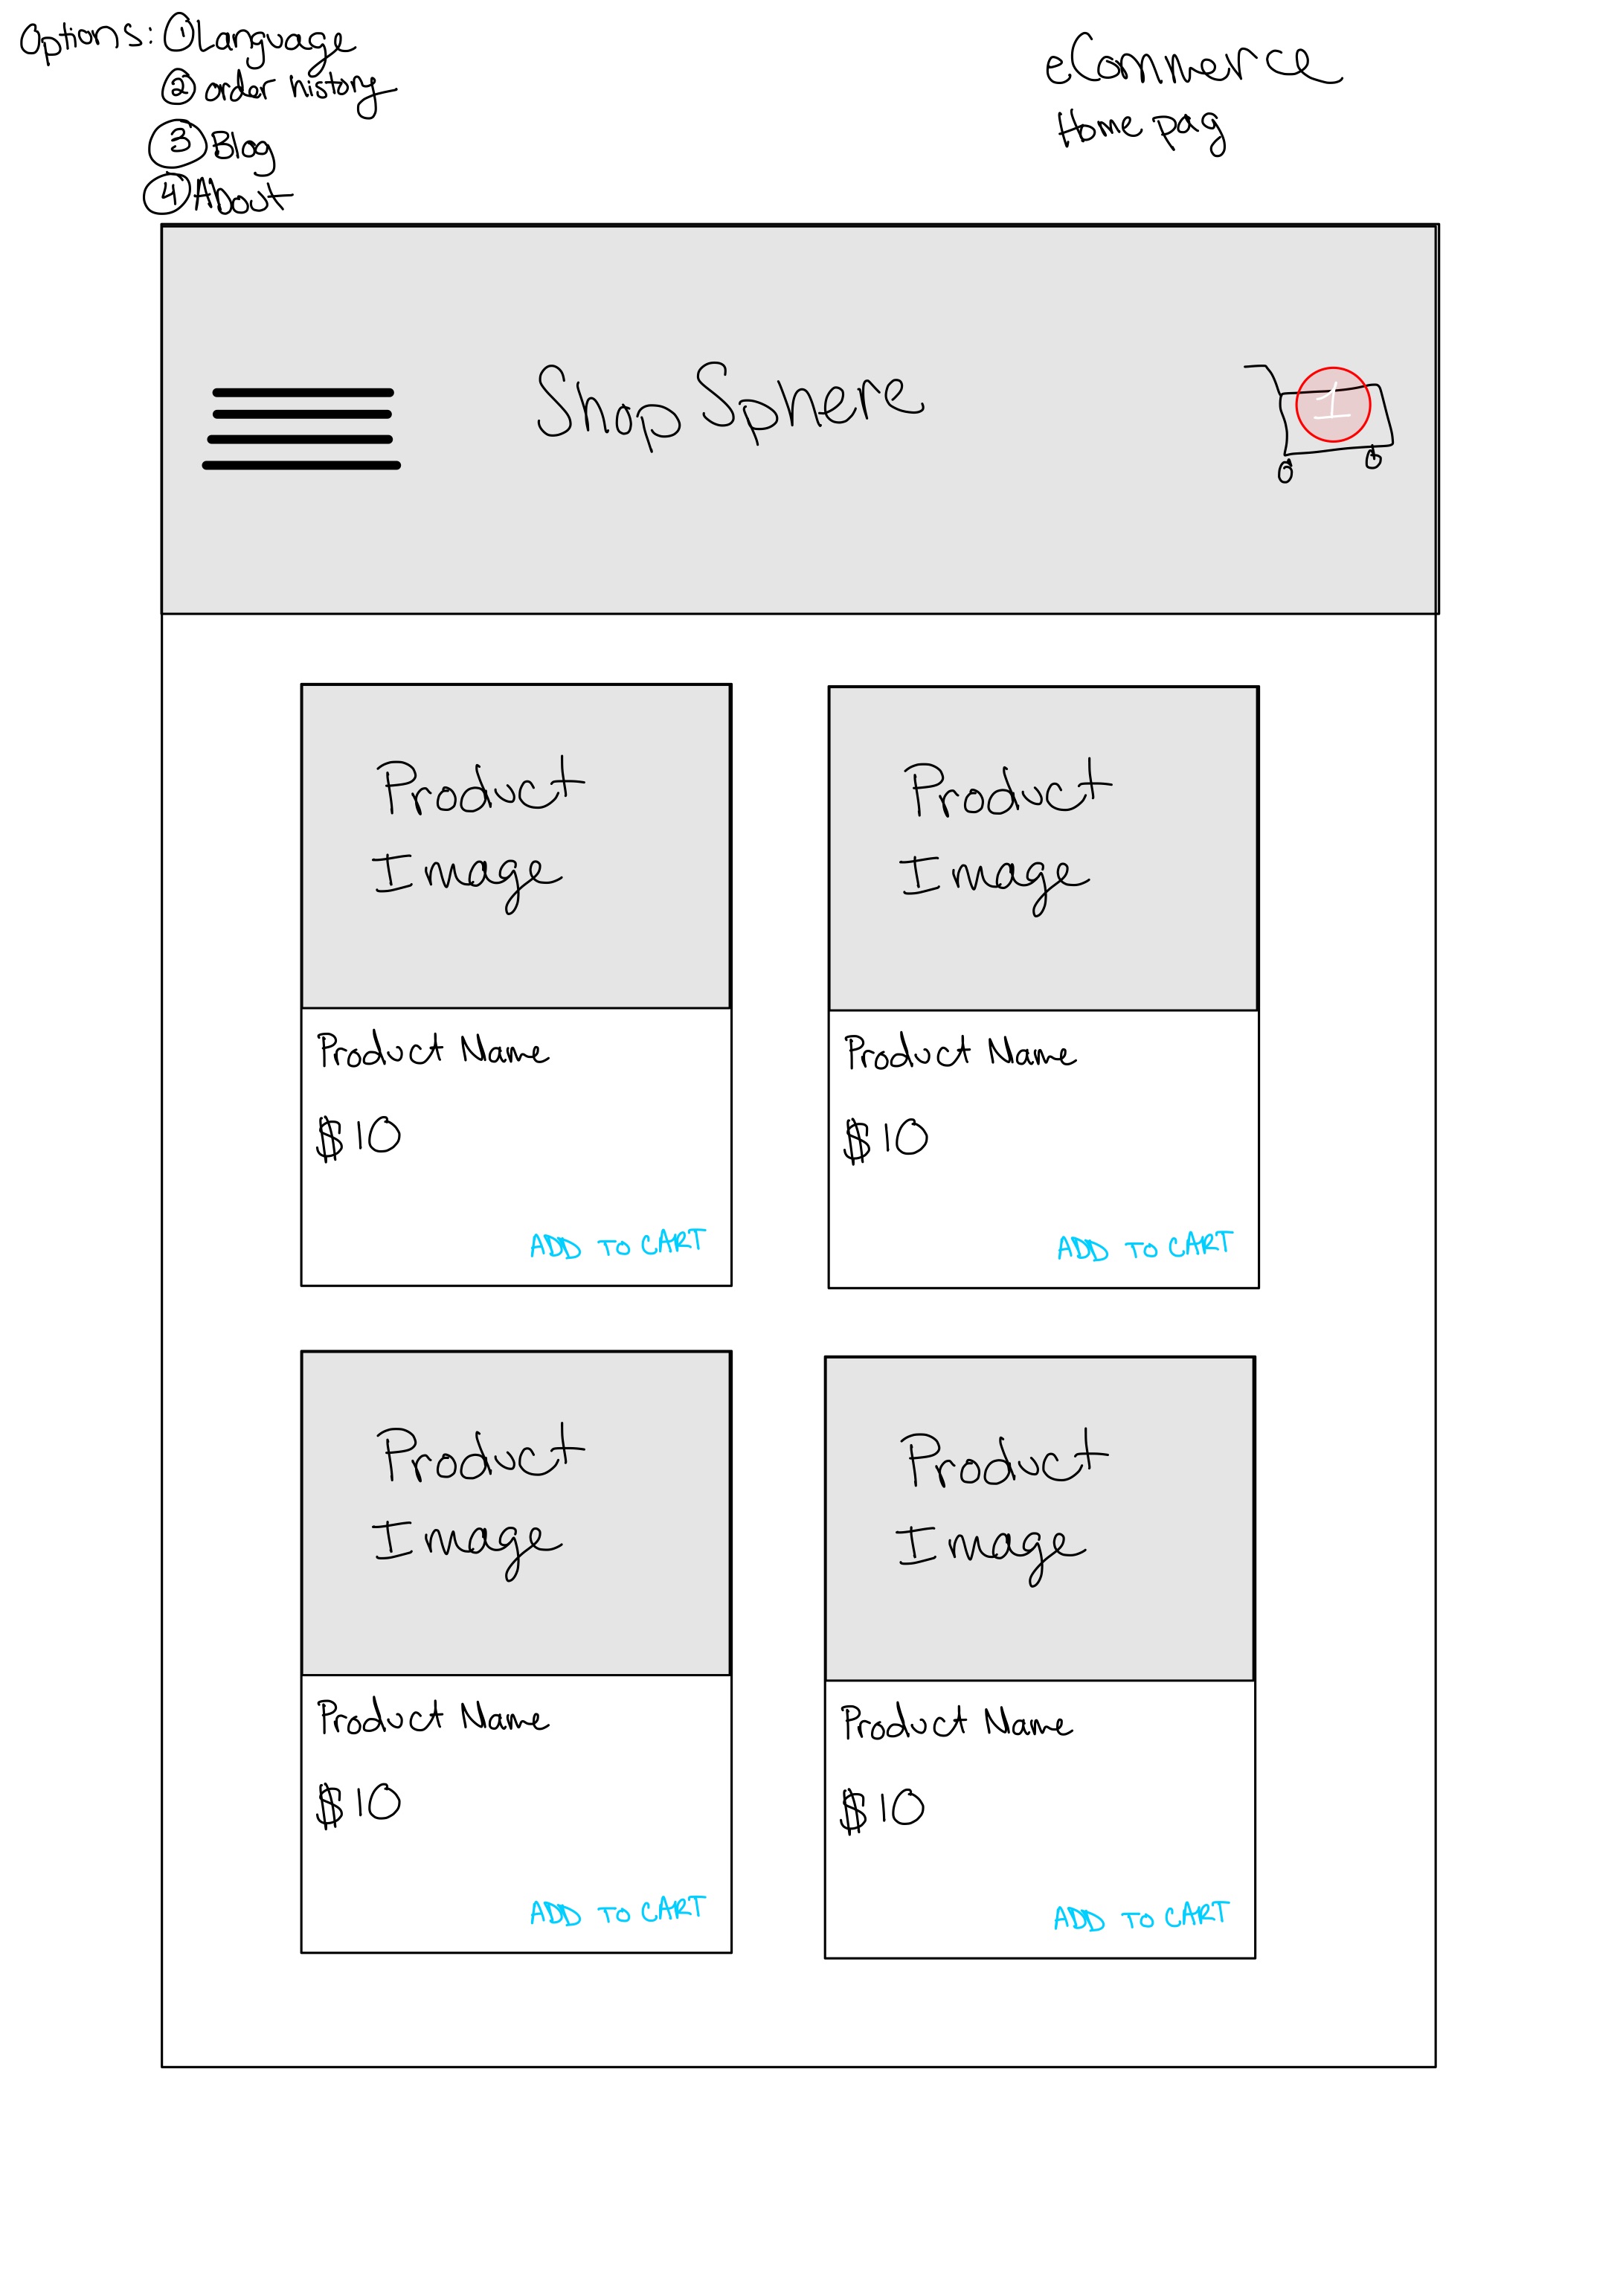 Options: ① Language
② order history
③ Blog
④ About
eCommerce
Home pag
Shop Sphere
1
Product
Image
Product Name
$10
ADD TO CART
Product
Image
Product Name
$10
ADD TO CART
Product
Image
Product Name
$10
ADD TO CART
Product
Image
Product Name
$10
ADD TO CART